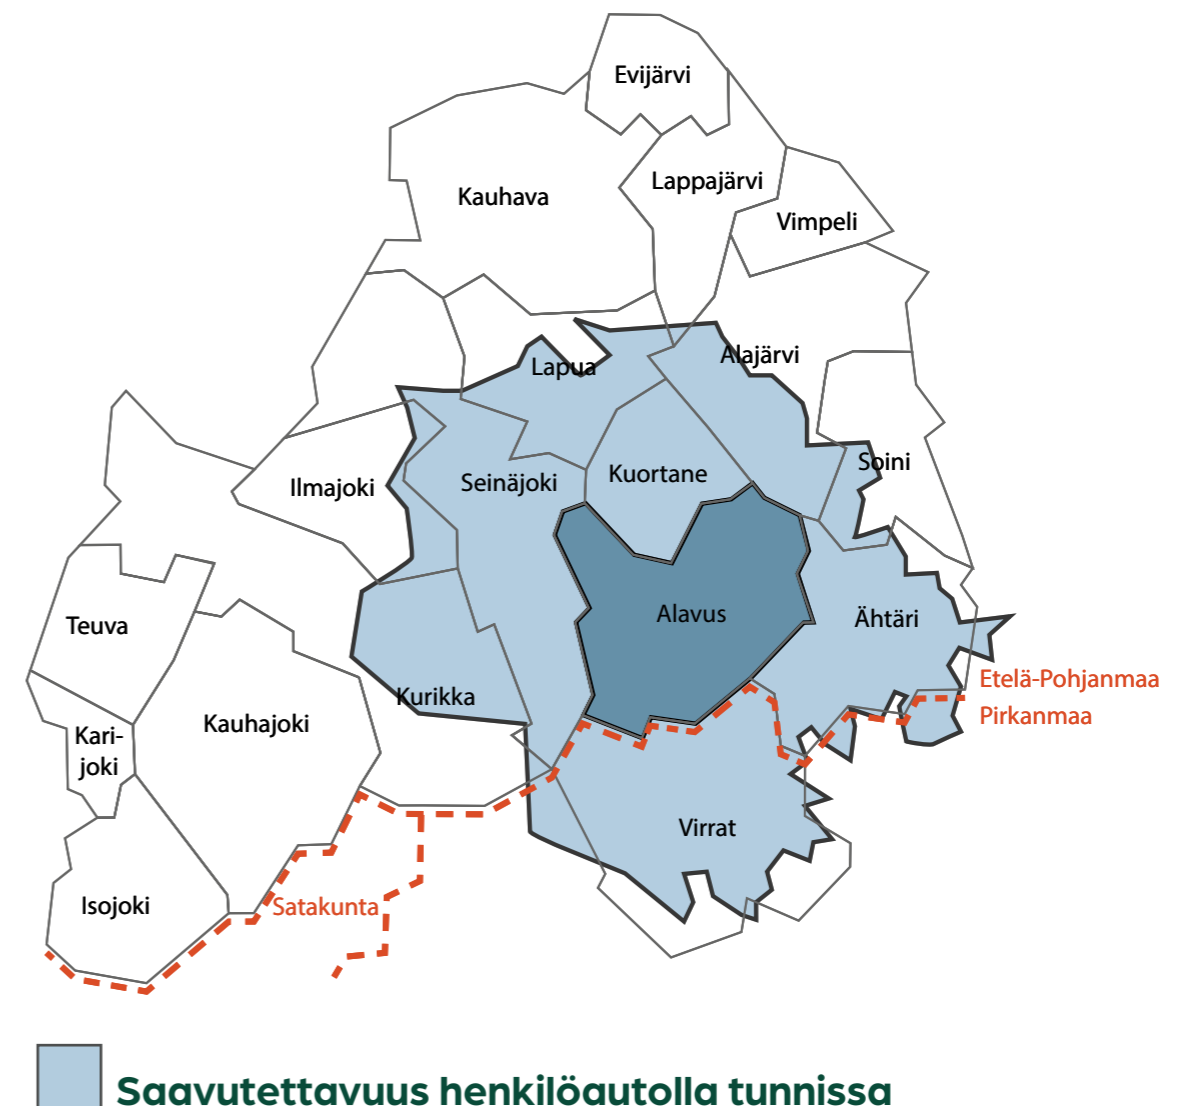 Evijärvi
Kauhava
Lappajärvi
Vimpeli
Lapua
Alajärvi
Ilmajoki
Seinäjoki
Kuortane
Soini
Teuva
Alavus
Ähtäri
Etelä-Pohjanmaa
Pirkanmaa
Kurikka
Kauhajoki
Kari-
joki
Virrat
Isojoki
Satakunta
Saavutettavuus henkilöautolla tunnissa